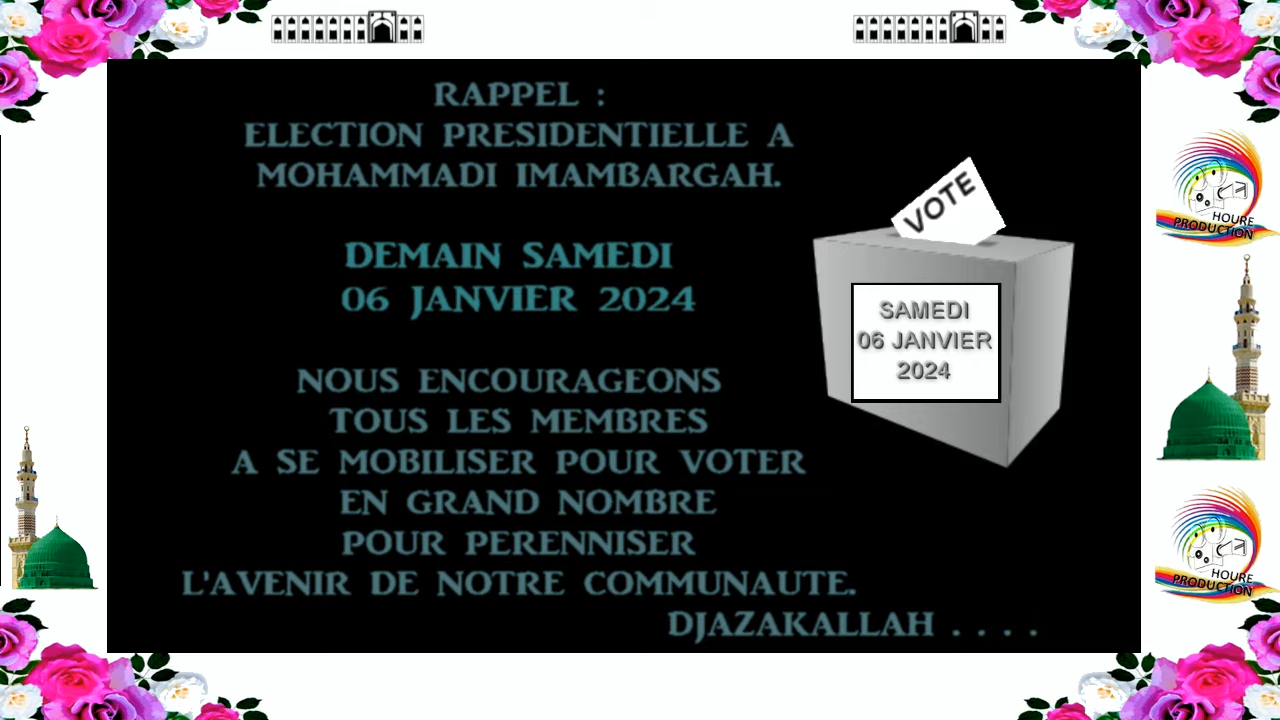 RAPPEL :
ELECTION PRESIDENTIELLE A
MOHAMMADI IMAMBARGAH.
DEMAIN SAMEDI
06 JANVIER 2024
NOUS ENCOURAGEONS
TOUS LES MEMBRES
A SE MOBILISER POUR VOTER
EN GRAND NOMBRE
POUR PERENNISER
L'AVENIR DE NOTRE COMMUNAUTE.
DJAZAKALLAH . . . .
VOTE
SAMEDI
06 JANVIER
2024
HOURE
PRODUCTION
HOURE
PRODUCTION